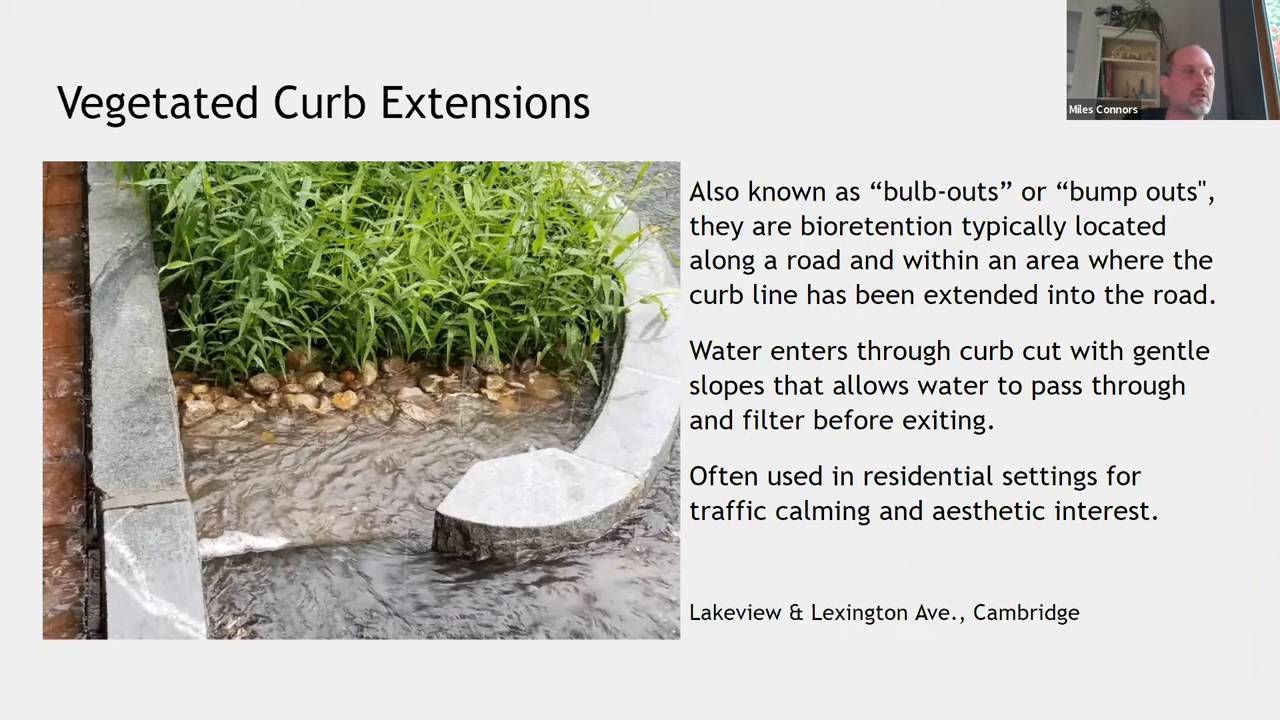 Miles Connors
Vegetated Curb Extensions
Also known as “bulb-outs” or “bump outs",
they are bioretention typically located
along a road and within an area where the
curb line has been extended into the road.
Water enters through curb cut with gentle
slopes that allows water to pass through
and filter before exiting.
Often used in residential settings for
traffic calming and aesthetic interest.
Lakeview & Lexington Ave., Cambridge